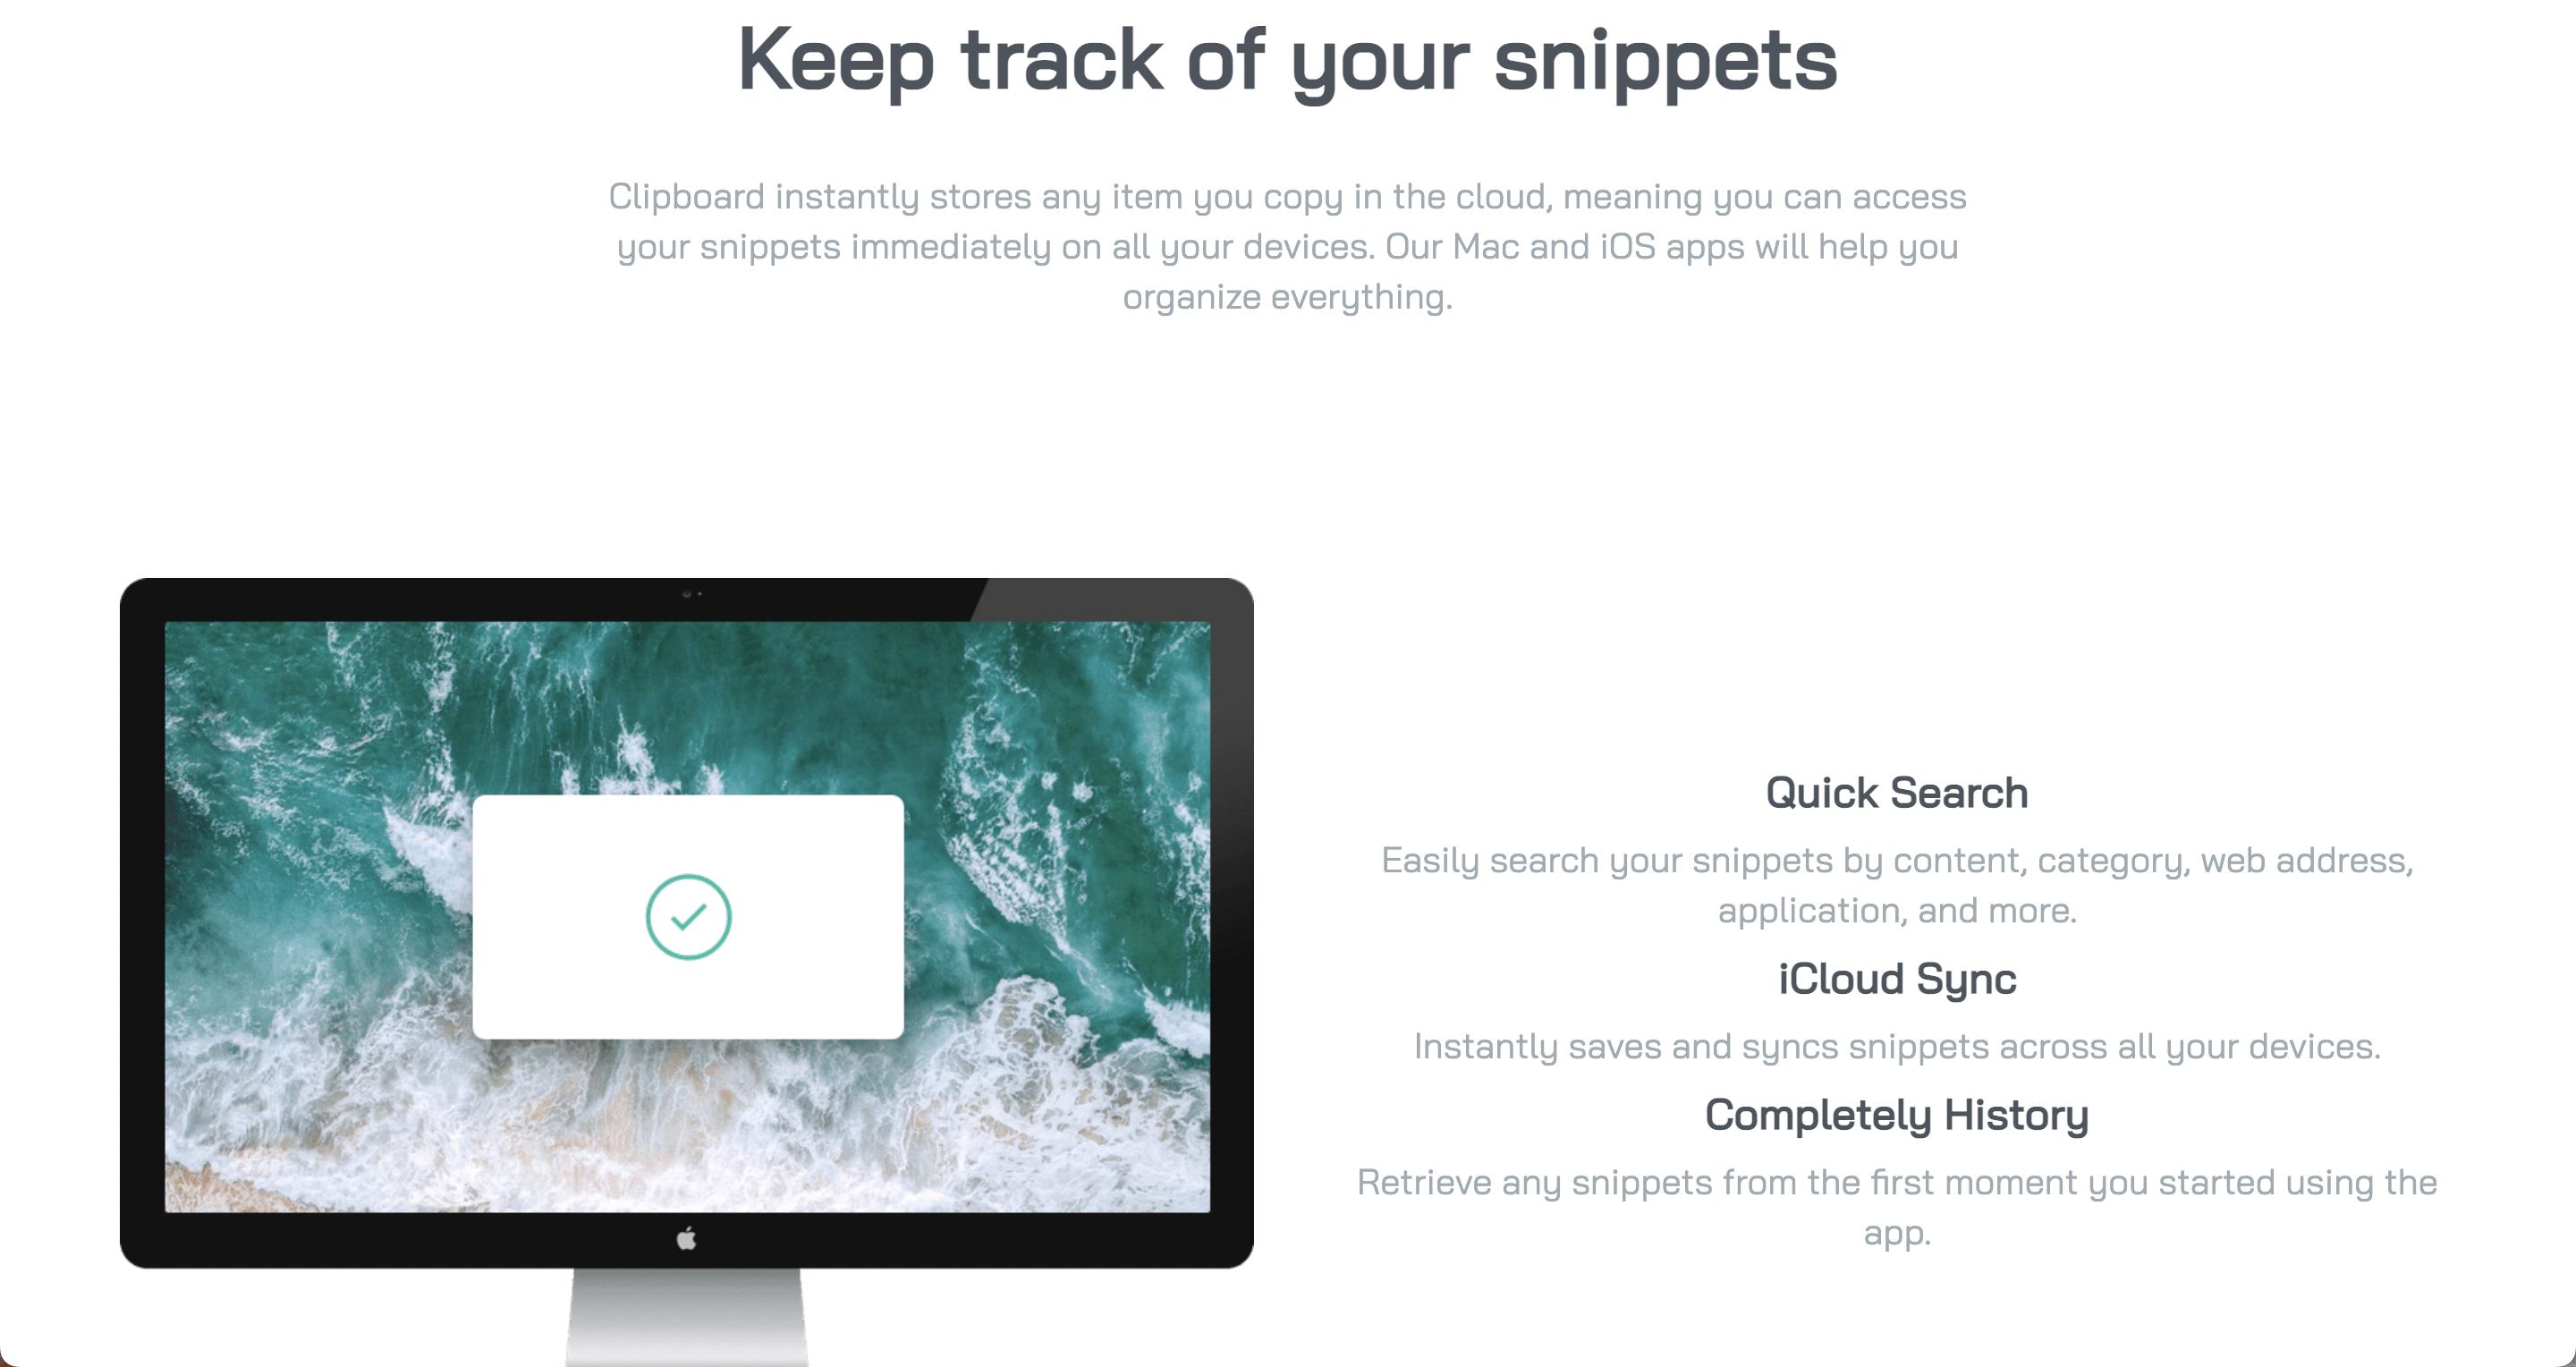 Keep track of your snippets
Clipboard instantly stores any item you copy in the cloud, meaning you can access
your snippets immediately on all your devices. Our Mac and iOS apps will help you
organize everything.
Quick Search
Easily search your snippets by content, category, web address,
application, and more.
iCloud Sync
Instantly saves and syncs snippets across all your devices.
Completely History
Retrieve any snippets from the first moment you started using the
app.